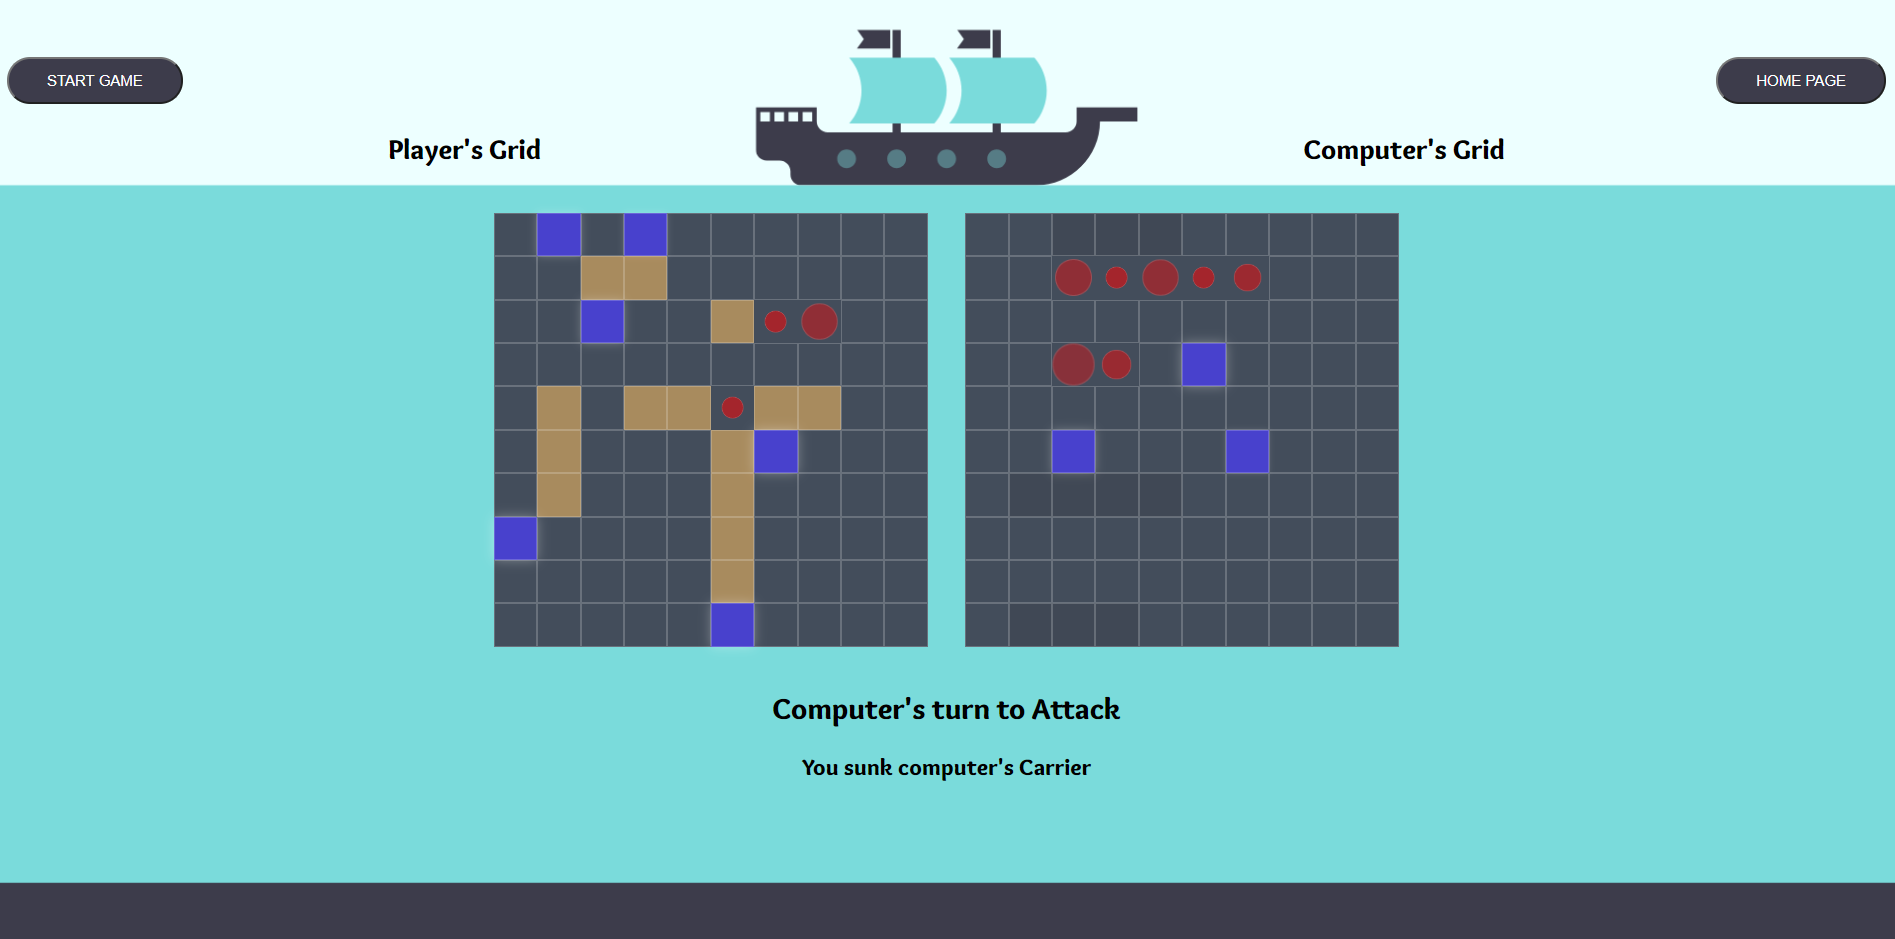 START GAME
HOME PAGE
Player's Grid
Computer's Grid
Computer's turn to Attack
You sunk computer's Carrier